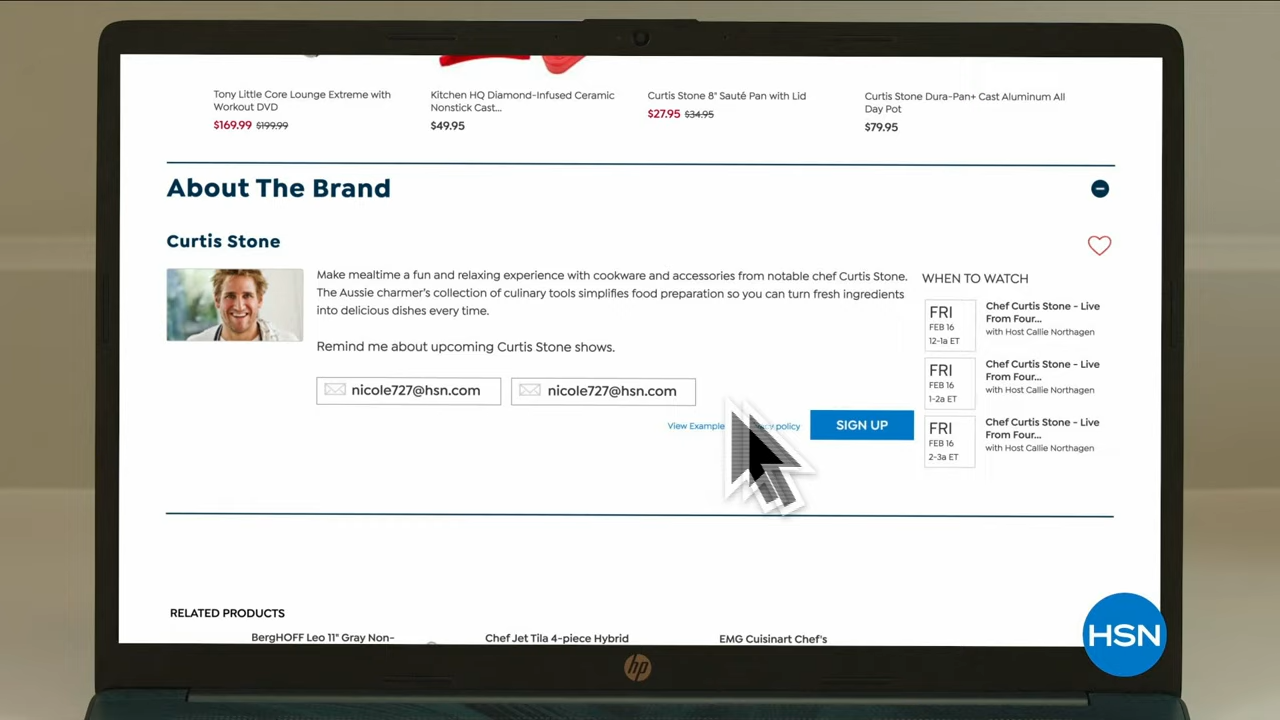 Tony Little Core Lounge Extreme with
Workout DVD
$169.99 $199.99
Kitchen HQ Diamond-Infused Ceramic
Nonstick Cast...
$49.95
Curtis Stone 8" Sauté Pan with Lid
$27.95 $34.95
Curtis Stone Dura-Pan+ Cast Aluminum All
Day Pot
$79.95
About The Brand
Curtis Stone
Make mealtime a fun and relaxing experience with cookware and accessories from notable chef Curtis Stone.
The Aussie charmer's collection of culinary tools simplifies food preparation so you can turn fresh ingredients
into delicious dishes every time.
Remind me about upcoming Curtis Stone shows.
nicole727@hsn.com
nicole727@hsn.com
View Example
policy
SIGN UP
WHEN TO WATCH
FRI
FEB 16
12-1a ET
Chef Curtis Stone - Live
From Four...
with Host Callie Northagen
FRI
FEB 16
1-2a ET
Chef Curtis Stone - Live
From Four...
with Host Callie Northagen
FRI
FEB 16
2-3a ET
Chef Curtis Stone - Live
From Four...
with Host Callie Northagen
RELATED PRODUCTS
BergHOFF Leo 11" Gray Non-
Chef Jet Tila 4-piece Hybrid
EMG Cuisinart Chef's
HSN
hp